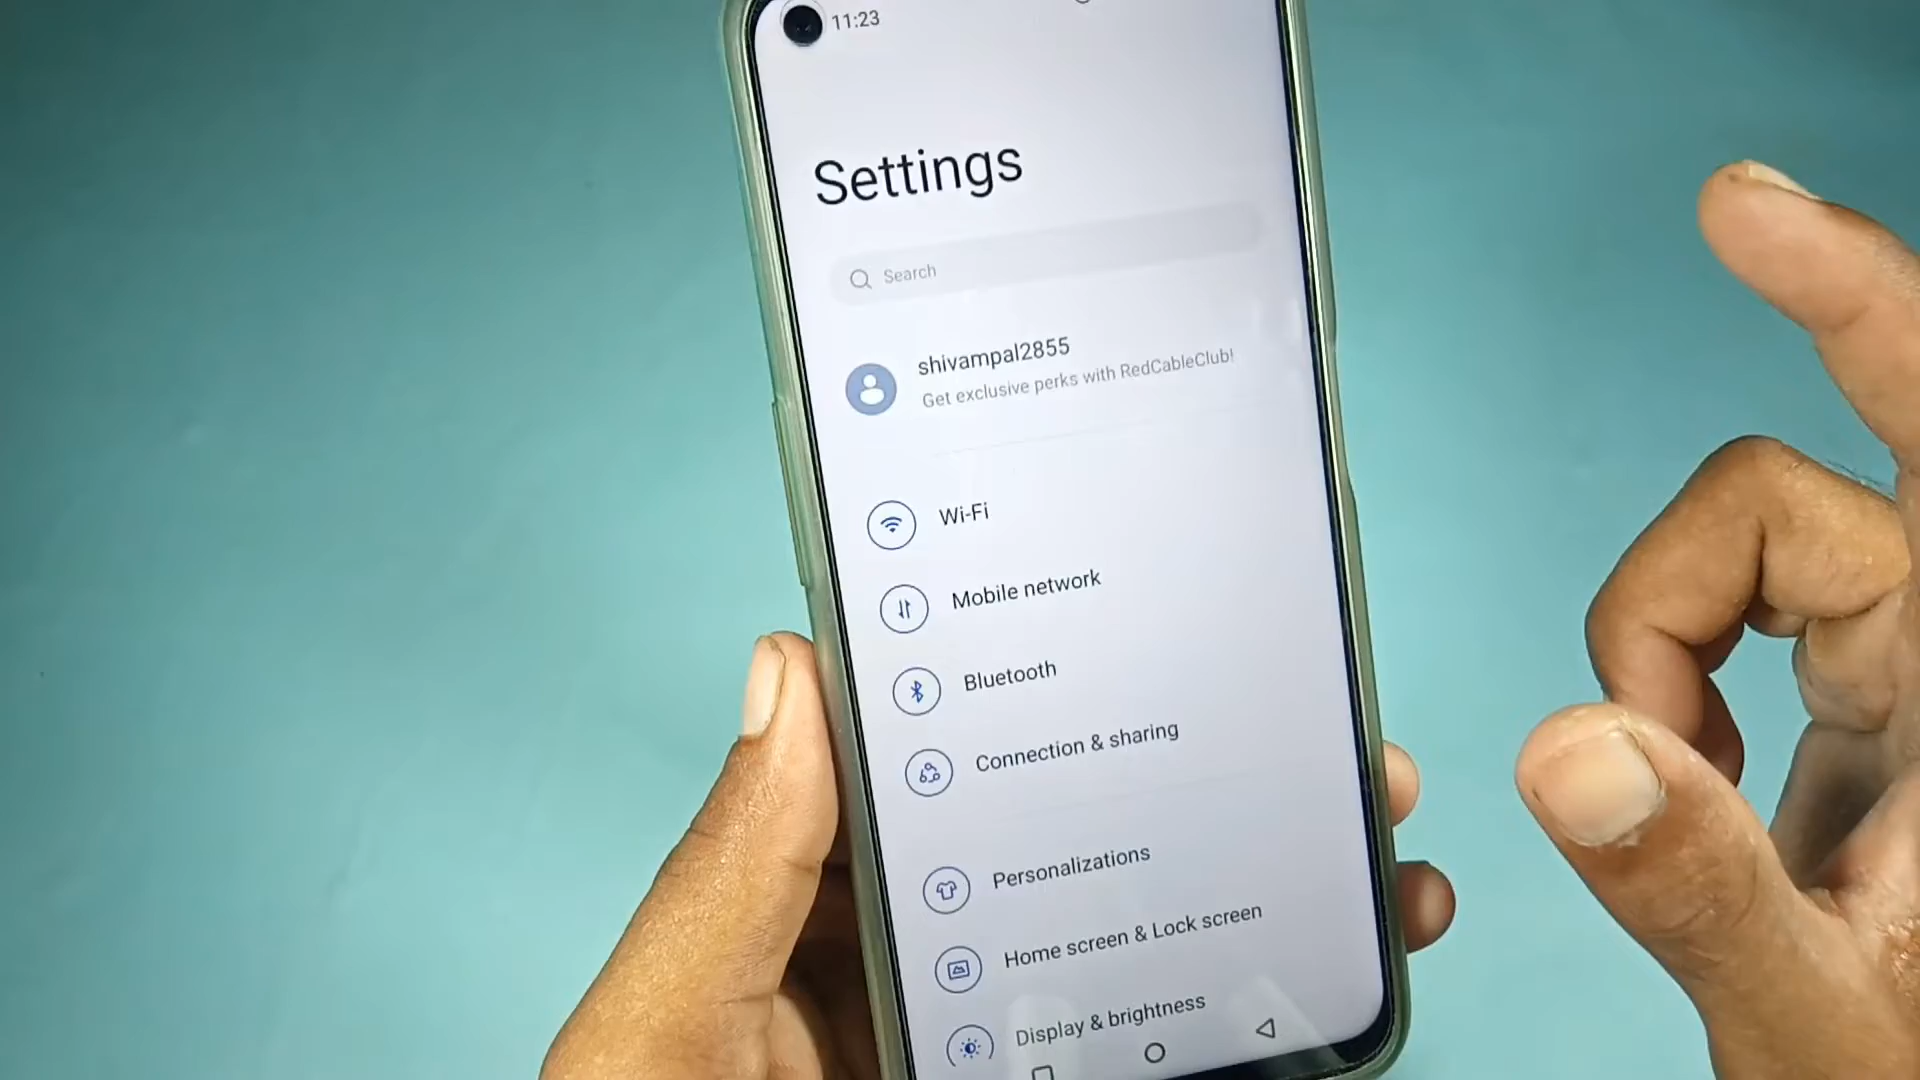 11:23
Settings
Search
shivampal2855
Get exclusive perks with RedCableClub!
Wi-Fi
Mobile network
Bluetooth
Connection & sharing
Personalizations
Home screen & Lock screen
Display & brightness